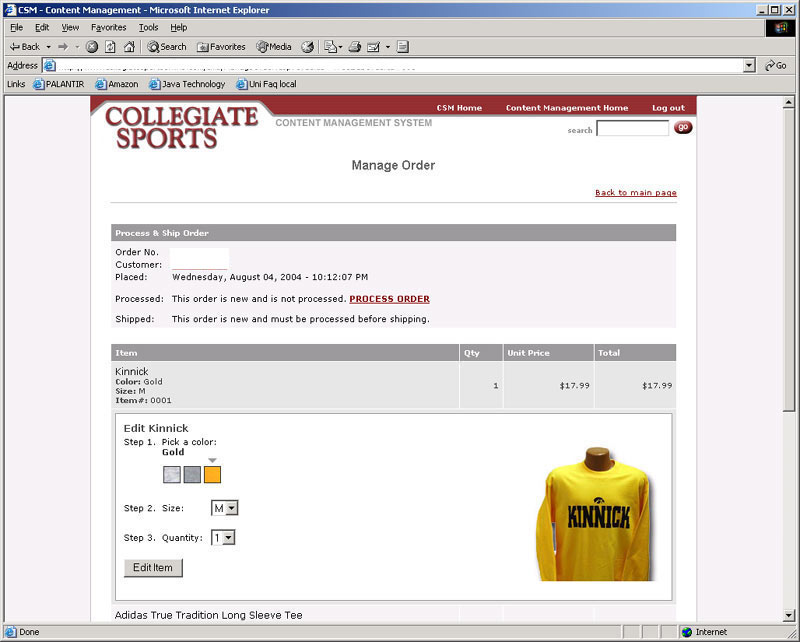 CSM - Content Management - Microsoft Internet Explorer
File Edit View Favorites Tools Help
Back Search Favorites Media
Address Go
Links PALANTIR Amazon Java Technology Uni Faq local
CSM Home Content Management Home Log out
COLLEGIATE SPORTS
CONTENT MANAGEMENT SYSTEM
search go
Manage Order
Back to main page
Process & Ship Order
Order No.
Customer:
Placed: Wednesday, August 04, 2004 - 10:12:07 PM
Processed: This order is new and is not processed. PROCESS ORDER
Shipped: This order is new and must be processed before shipping.
Item Qty Unit Price Total
Kinnick
Color: Gold
Size: M
Item#: 0001
1 $17.99 $17.99
Edit Kinnick
Step 1. Pick a color:
Gold
Step 2. Size: M
Step 3. Quantity: 1
Edit Item
KINNICK
Adidas True Tradition Long Sleeve Tee
Done Internet